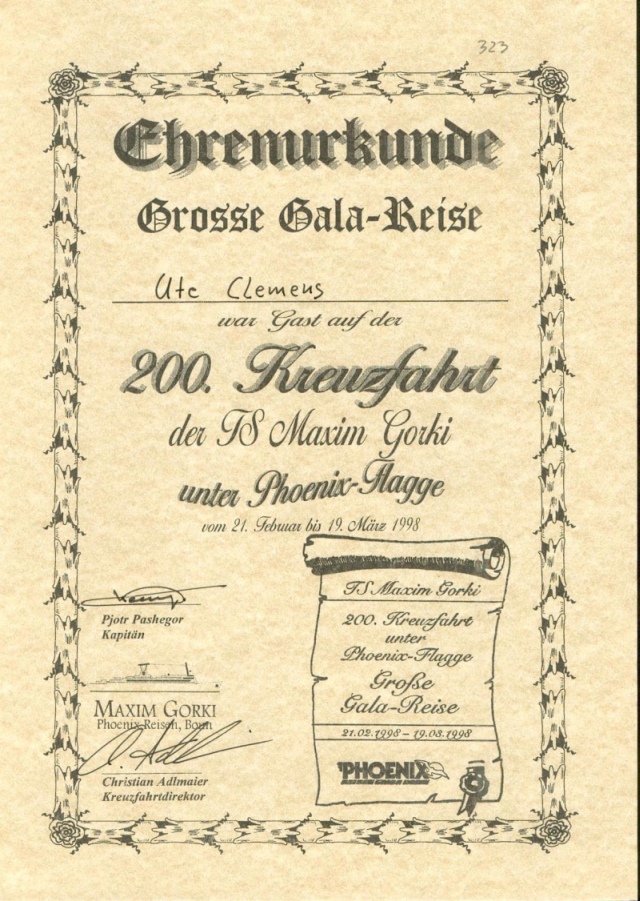 323
Ehrenurkunde
Grosse Gala-Reise
Ute Clemens
war Gast auf der
200. Kreuzfahrt
der TS Maxim Gorki
unter Phoenix-Flagge
vom 21. Februar bis 19. März 1998
Pjotr Pashegor
Kapitän
MAXIM GORKI
Phoenix Reisen, Bonn
Christian Adlmaier
Kreuzfahrtdirektor
TS Maxim Gorki
200. Kreuzfahrt
unter
Phoenix-Flagge
Große
Gala-Reise
21.02.1998 – 19.03.1998
PHOENIX